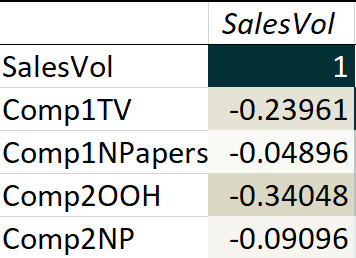 SalesVol
SalesVol 1
Comp1TV -0.23961
Comp1NPapers -0.04896
Comp2OOH -0.34048
Comp2NP -0.09096